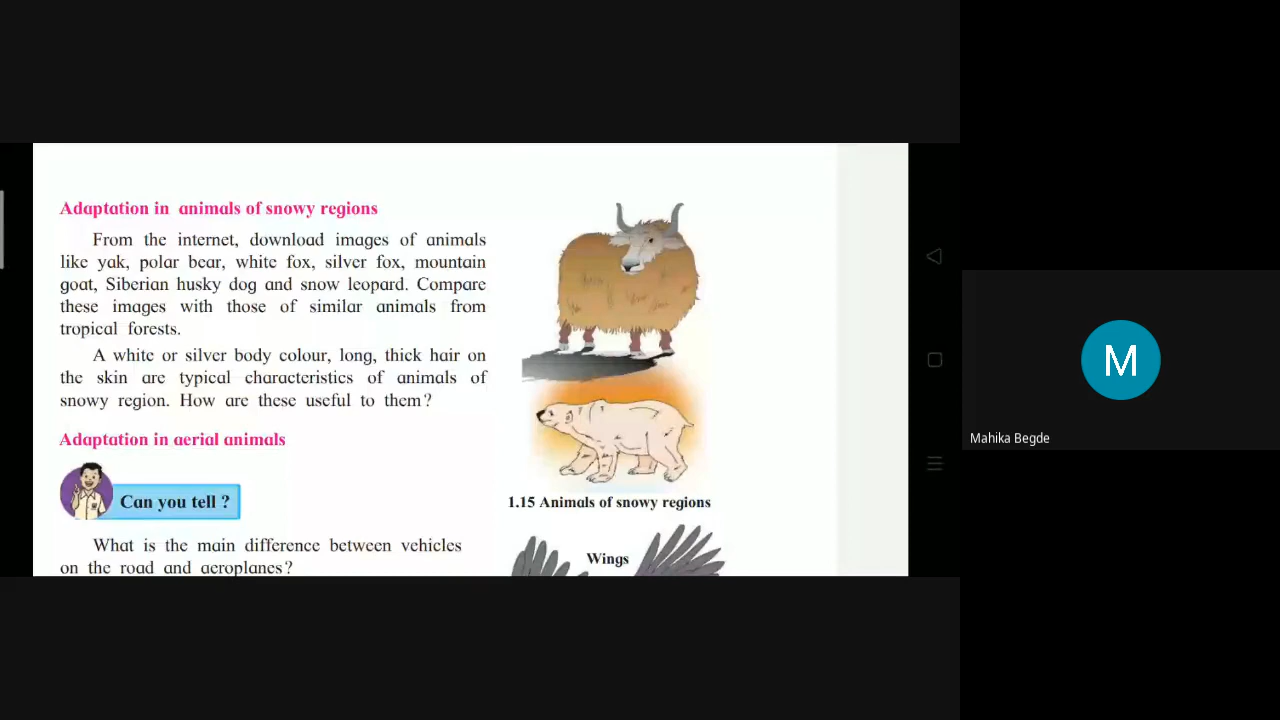 Adaptation in animals of snowy regions
From the internet, download images of animals
like yak, polar bear, white fox, silver fox, mountain
goat, Siberian husky dog and snow leopard. Compare
these images with those of similar animals from
tropical forests.
A white or silver body colour, long, thick hair on
the skin are typical characteristics of animals of
snowy region. How are these useful to them?
Adaptation in aerial animals
Can you tell ?
What is the main difference between vehicles
on the road and aeroplanes?
1.15 Animals of snowy regions
Wings
M
Mahika Begde